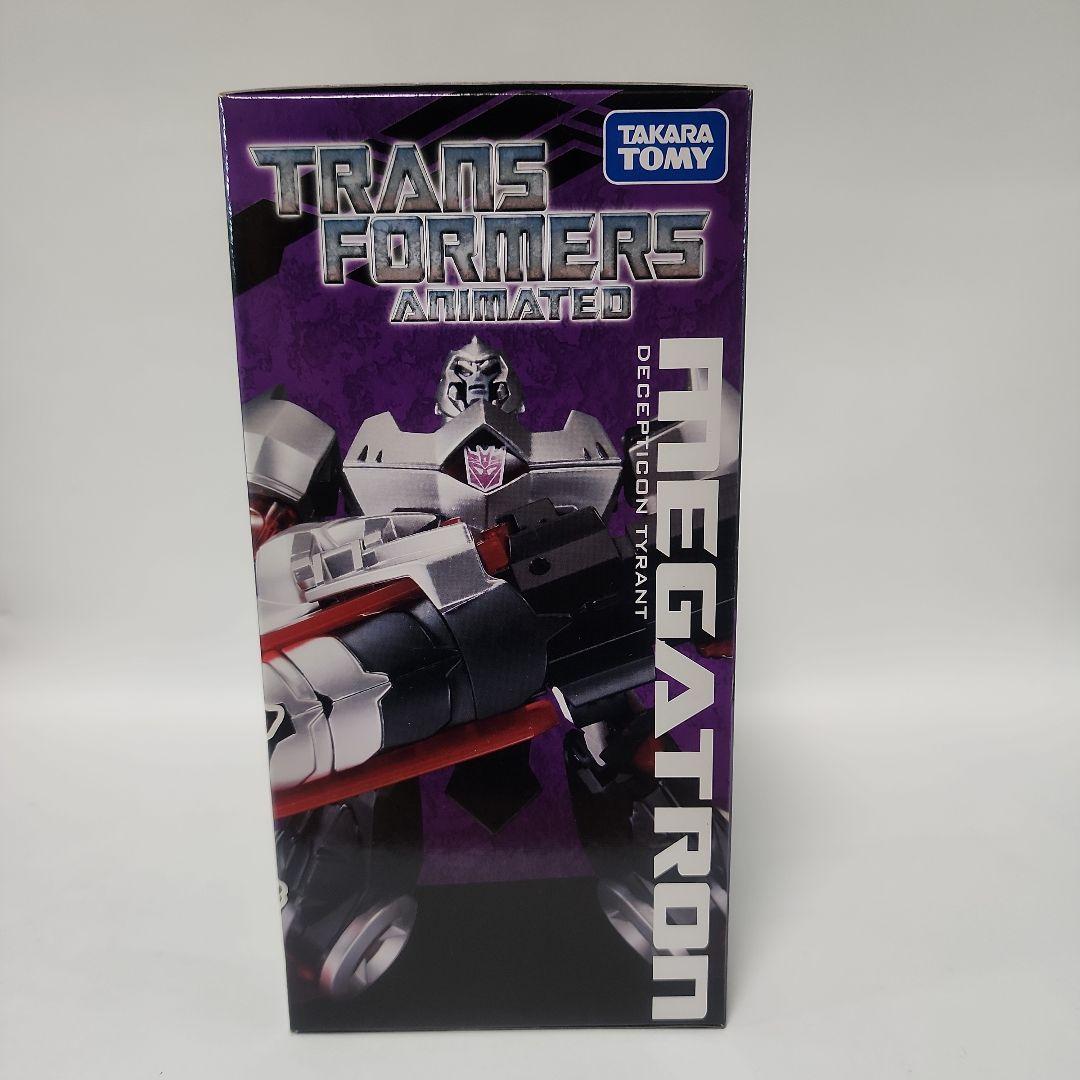 TAKARA
TOMY
TRANS
FORMERS
ANIMATED
MEGATRON
DECEPTICON TYRANT